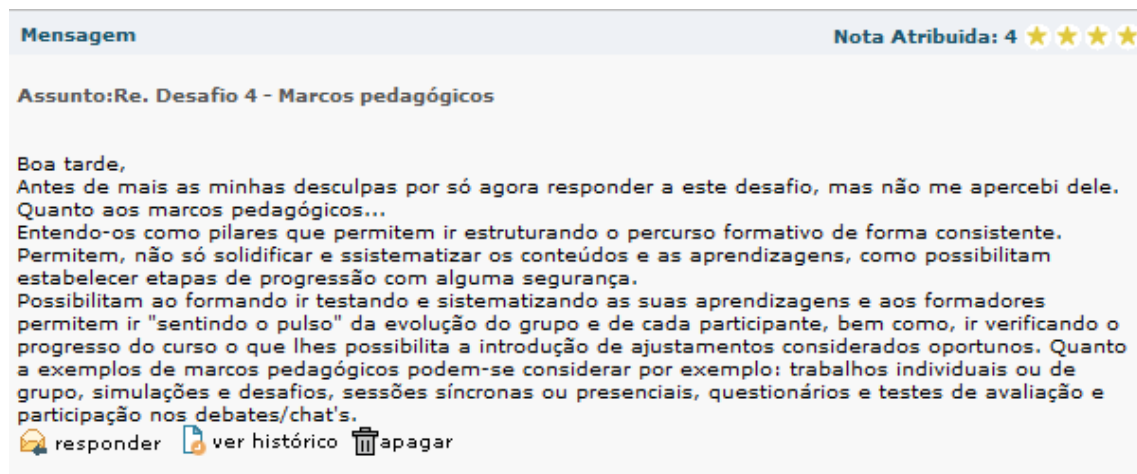 Mensagem Nota Atribuida: 4
Assunto:Re. Desafio 4 - Marcos pedagógicos
Boa tarde,
Antes de mais as minhas desculpas por só agora responder a este desafio, mas não me apercebi dele.
Quanto aos marcos pedagógicos...
Entendo-os como pilares que permitem ir estruturando o percurso formativo de forma consistente.
Permitem, não só solidificar e ssistematizar os conteúdos e as aprendizagens, como possibilitam
estabelecer etapas de progressão com alguma segurança.
Possibilitam ao formando ir testando e sistematizando as suas aprendizagens e aos formadores
permitem ir "sentindo o pulso" da evolução do grupo e de cada participante, bem como, ir verificando o
progresso do curso o que lhes possibilita a introdução de ajustamentos considerados oportunos. Quanto
a exemplos de marcos pedagógicos podem-se considerar por exemplo: trabalhos individuais ou de
grupo, simulações e desafios, sessões síncronas ou presenciais, questionários e testes de avaliação e
participação nos debates/chat's.
responder ver histórico apagar